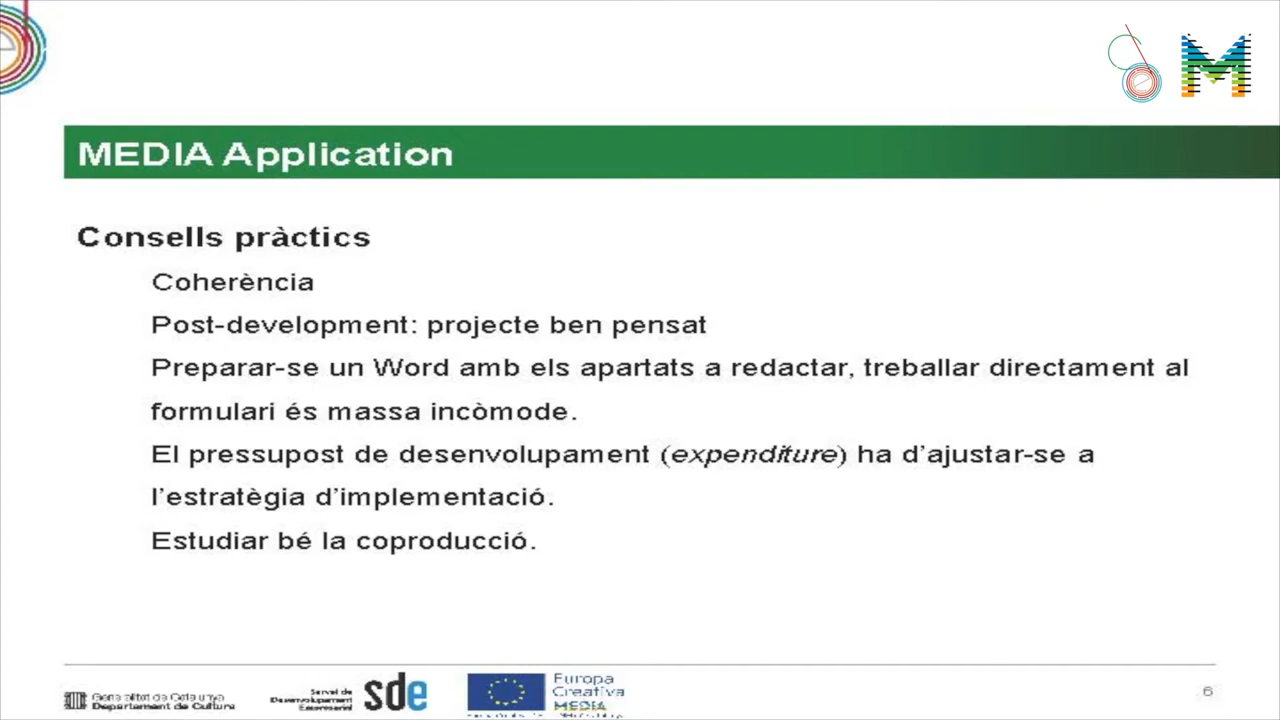 MEDIA Application
Consells pràctics
Coherència
Post-development: projecte ben pensat
Preparar-se un Word amb els apartats a redactar, treballar directament al
formulari és massa incòmode.
El pressupost de desenvolupament (expenditure) ha d’ajustar-se a
l’estratègia d’implementació.
Estudiar bé la coproducció.
Generalitat de Catalunya
Departament de Cultura
Servei de
Desenvolupament
Empresarial
sde
Europa
Creativa
MEDIA
6